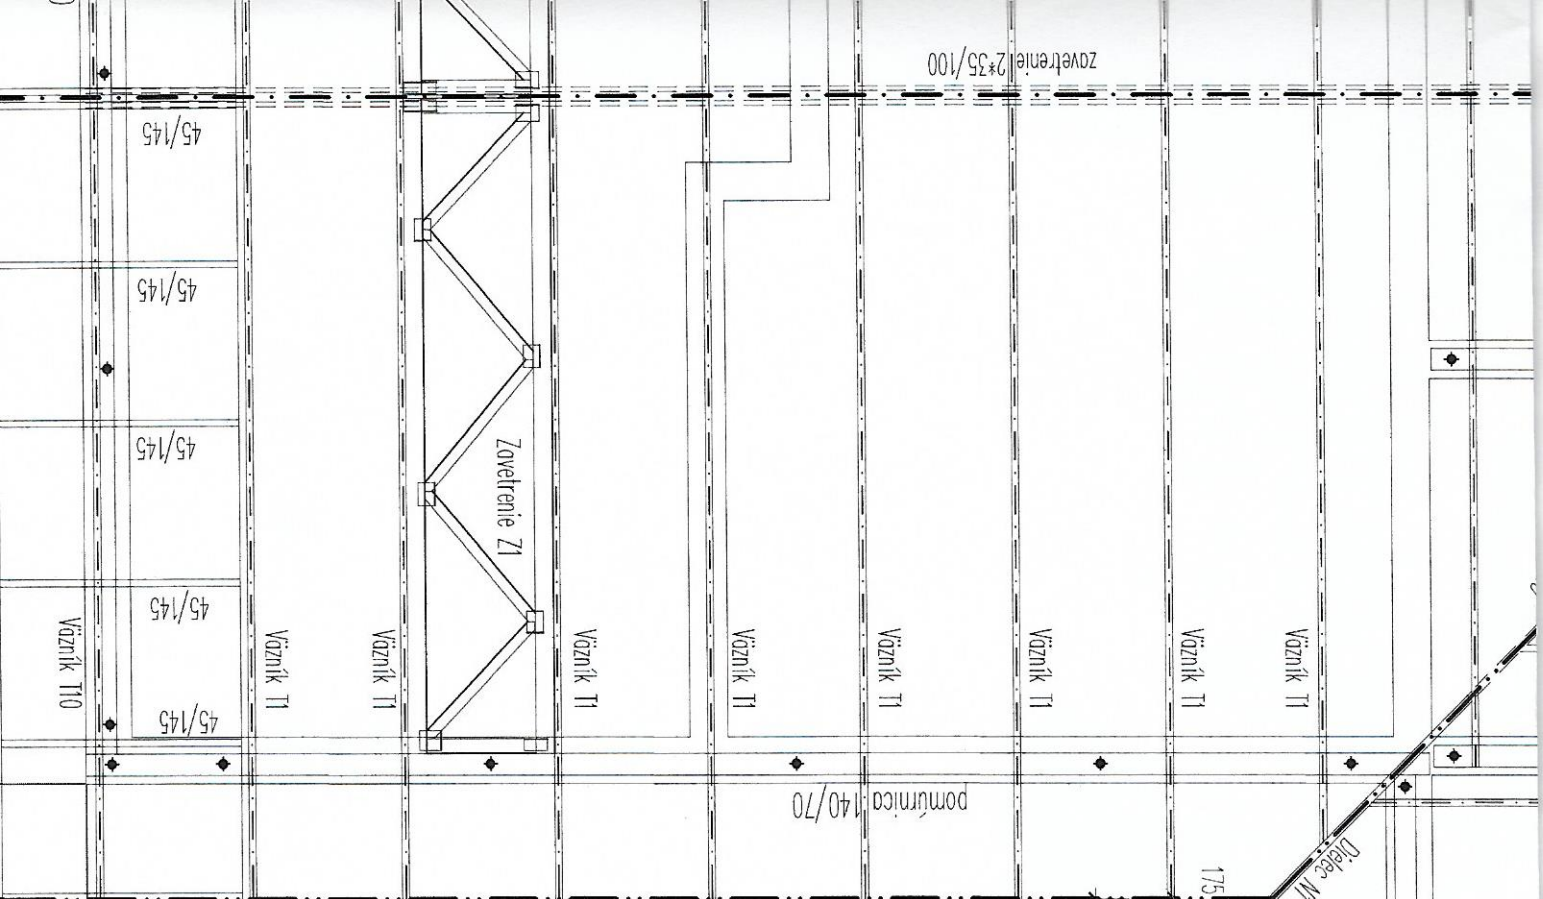 zavetrenie 2*35/100
45/145
45/145
45/145
Zavetrenie Z1
45/145
Väzník T10
Väzník T1
Väzník T1
Väzník T1
Väzník T1
Väzník T1
Väzník T1
Väzník T1
Väzník T1
45/145
pomúrnica 140/70
Dielec
175